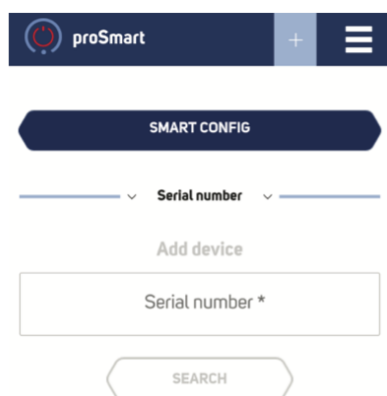 proSmart
+
SMART CONFIG
Serial number
Add device
Serial number *
SEARCH